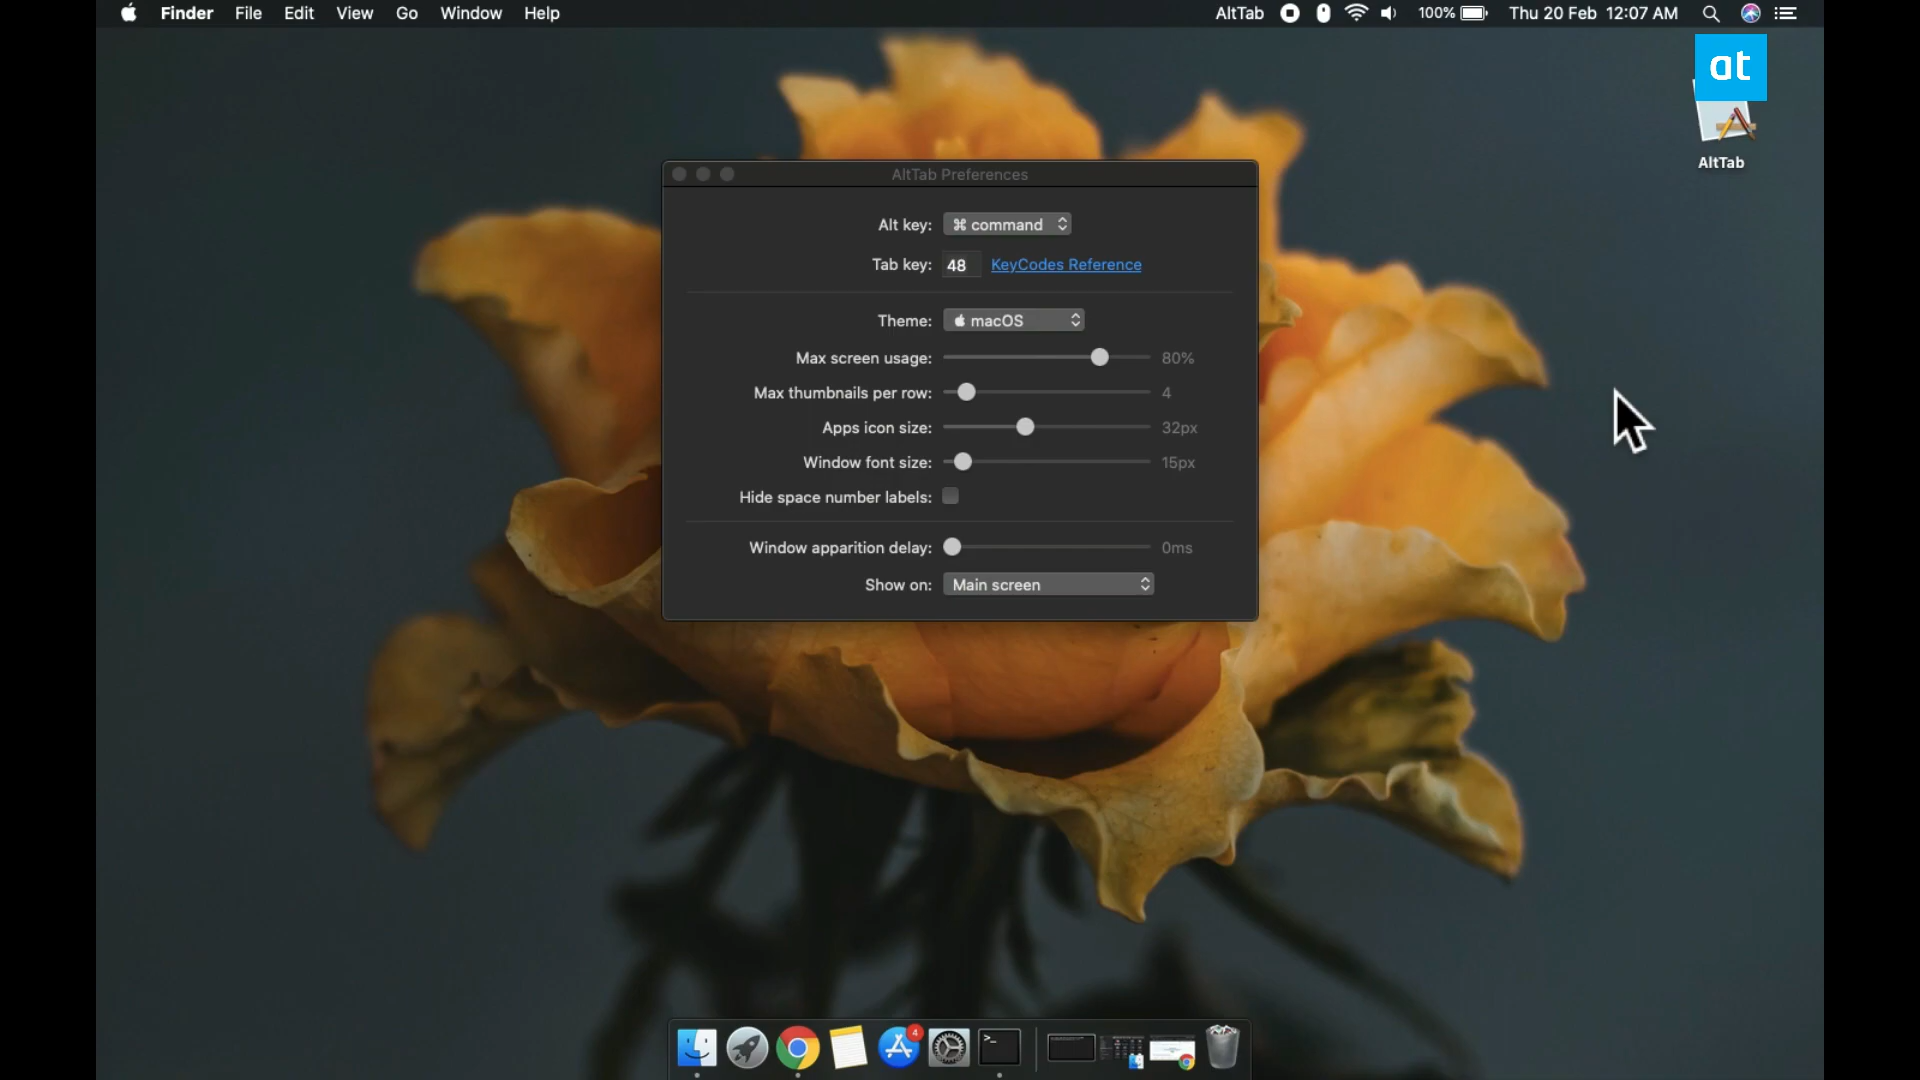 Finder File Edit View Go Window Help AltTab 100% Thu 20 Feb 12:07 AM
at
AltTab
AltTab Preferences
Alt key: ⌘ command
Tab key: 48 KeyCodes Reference
Theme: macOS
Max screen usage: 80%
Max thumbnails per row: 4
Apps icon size: 32px
Window font size: 15px
Hide space number labels:
Window apparition delay: 0ms
Show on: Main screen
4
>_